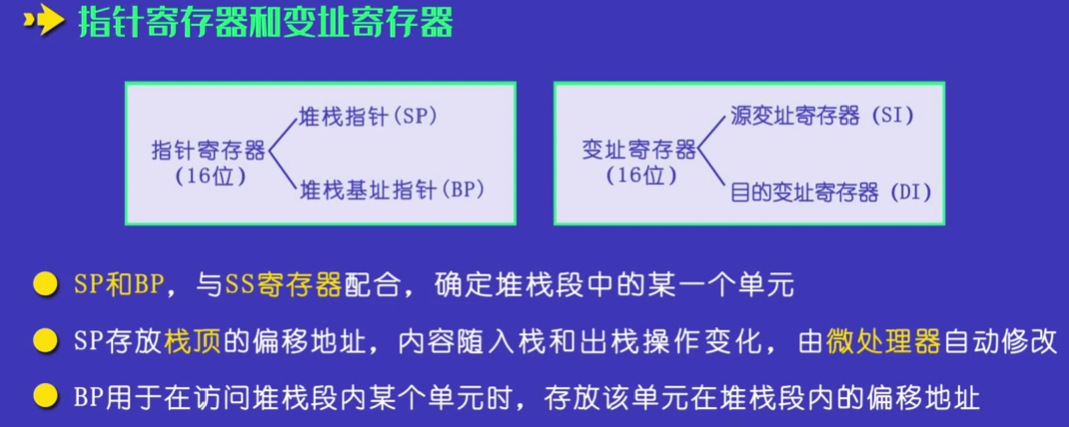 指针寄存器和变址寄存器
堆栈指针(SP)
指针寄存器
(16位)
堆栈基址指针(BP)
源变址寄存器 (SI)
变址寄存器
(16位)
目的变址寄存器 (DI)
SP和BP，与SS寄存器配合，确定堆栈段中的某一个单元
SP存放栈顶的偏移地址，内容随入栈和出栈操作变化，由微处理器自动修改
BP用于在访问堆栈段内某个单元时，存放该单元在堆栈段内的偏移地址